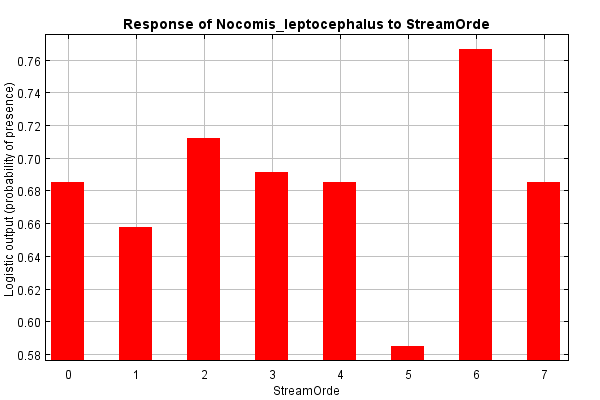 Response of Nocomis_leptocephalus to StreamOrde
Logistic output (probability of presence)
0.76
0.74
0.72
0.70
0.68
0.66
0.64
0.62
0.60
0.58
0 1 2 3 4 5 6 7
StreamOrde